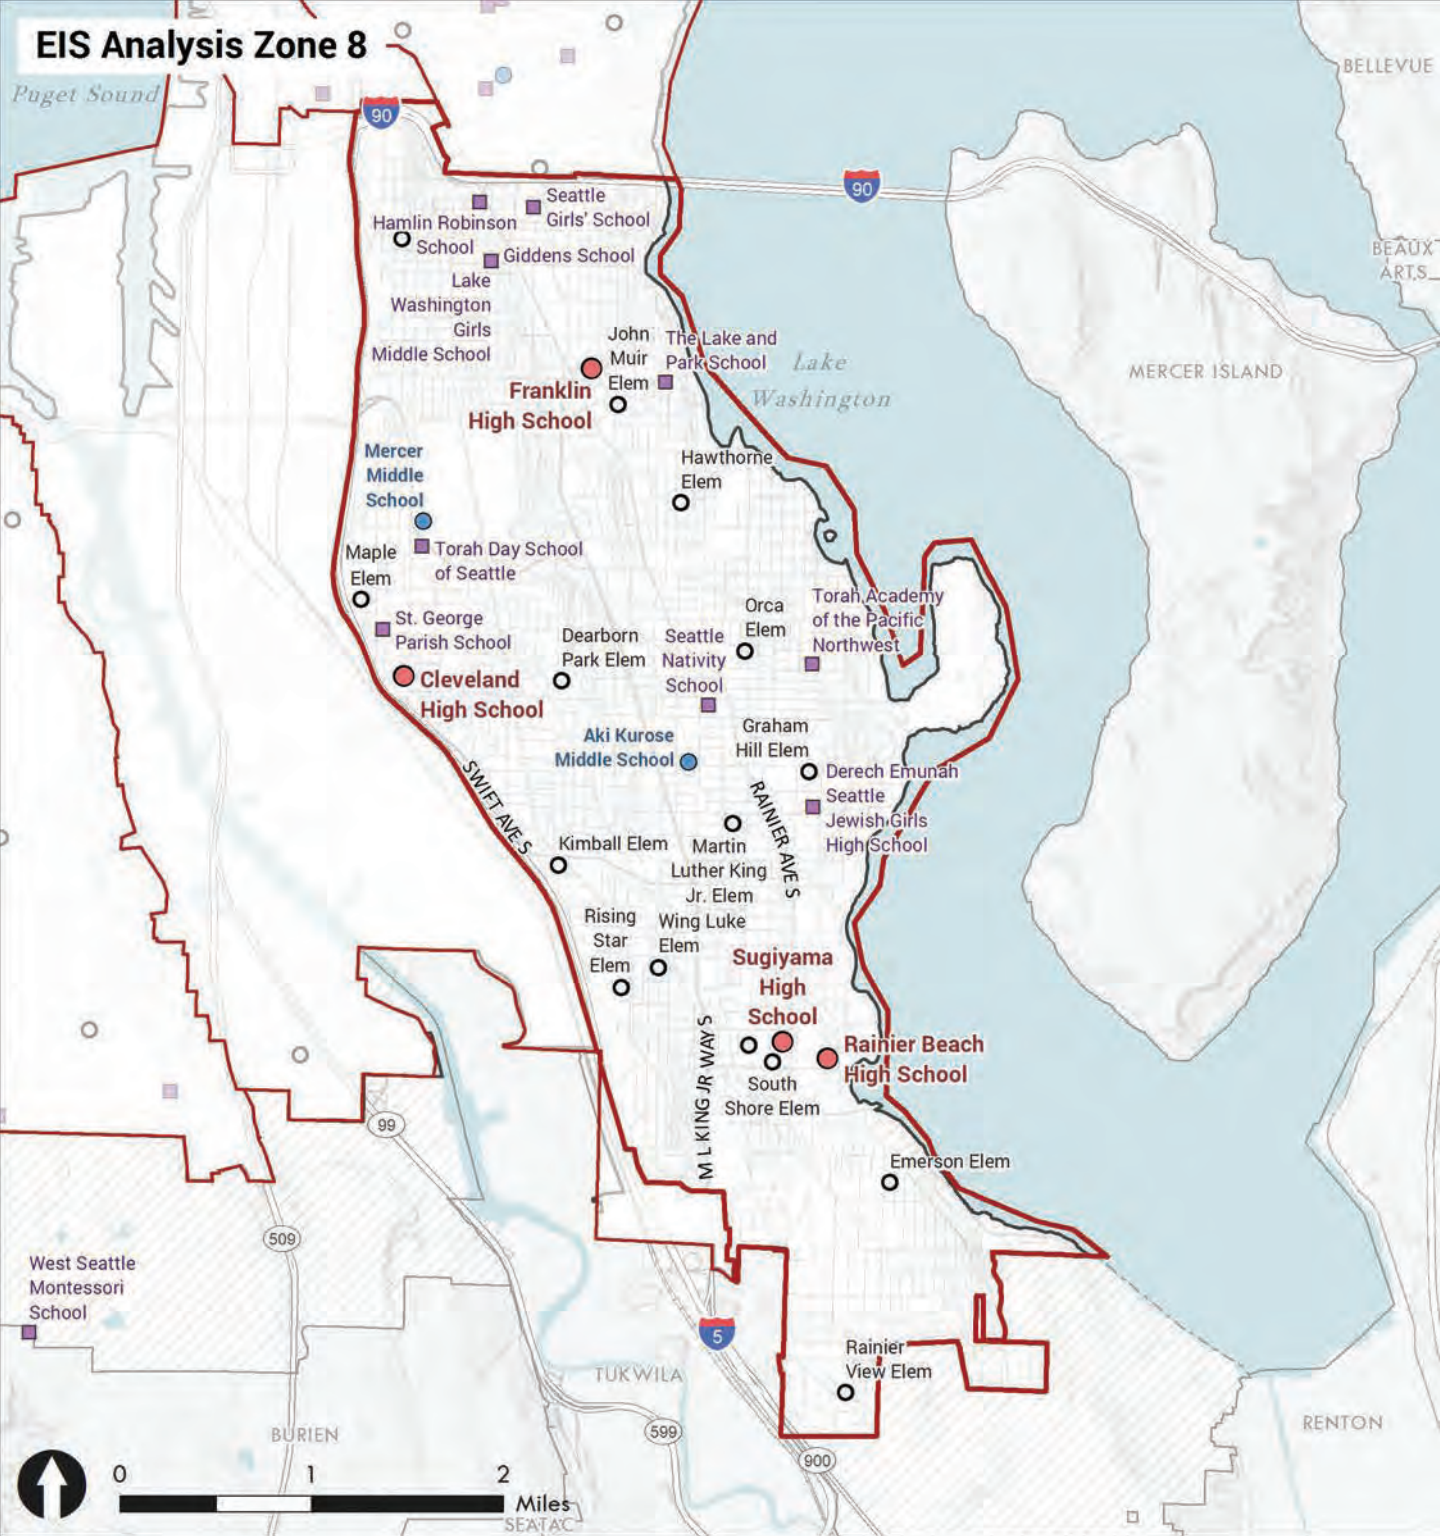 EIS Analysis Zone 8
Puget Sound
BELLEVUE
90
90
Seattle
Girls' School
Hamlin Robinson
School
Giddens School
BEAUX
ARTS
Lake
Washington
Girls
Middle School
John
Muir
Elem
The Lake and
Park School
Lake
Washington
MERCER ISLAND
Franklin
High School
Mercer
Middle
School
Hawthorne
Elem
Maple
Elem
Torah Day School
of Seattle
St. George
Parish School
Dearborn
Park Elem
Seattle
Nativity
School
Orca
Elem
Torah Academy
of the Pacific
Northwest
Cleveland
High School
Aki Kurose
Middle School
Graham
Hill Elem
Derech Emunah
Seattle
Jewish Girls
High School
SWIFT AVE S
RAINIER AVE S
Kimball Elem
Martin
Luther King
Jr. Elem
Rising
Star
Elem
Wing Luke
Elem
Sugiyama
High
School
Rainier Beach
High School
M L KING JR WAY S
South
Shore Elem
99
Emerson Elem
509
West Seattle
Montessori
School
5
Rainier
View Elem
TUKWILA
BURIEN
599
900
RENTON
0 1 2
Miles
SEATAC